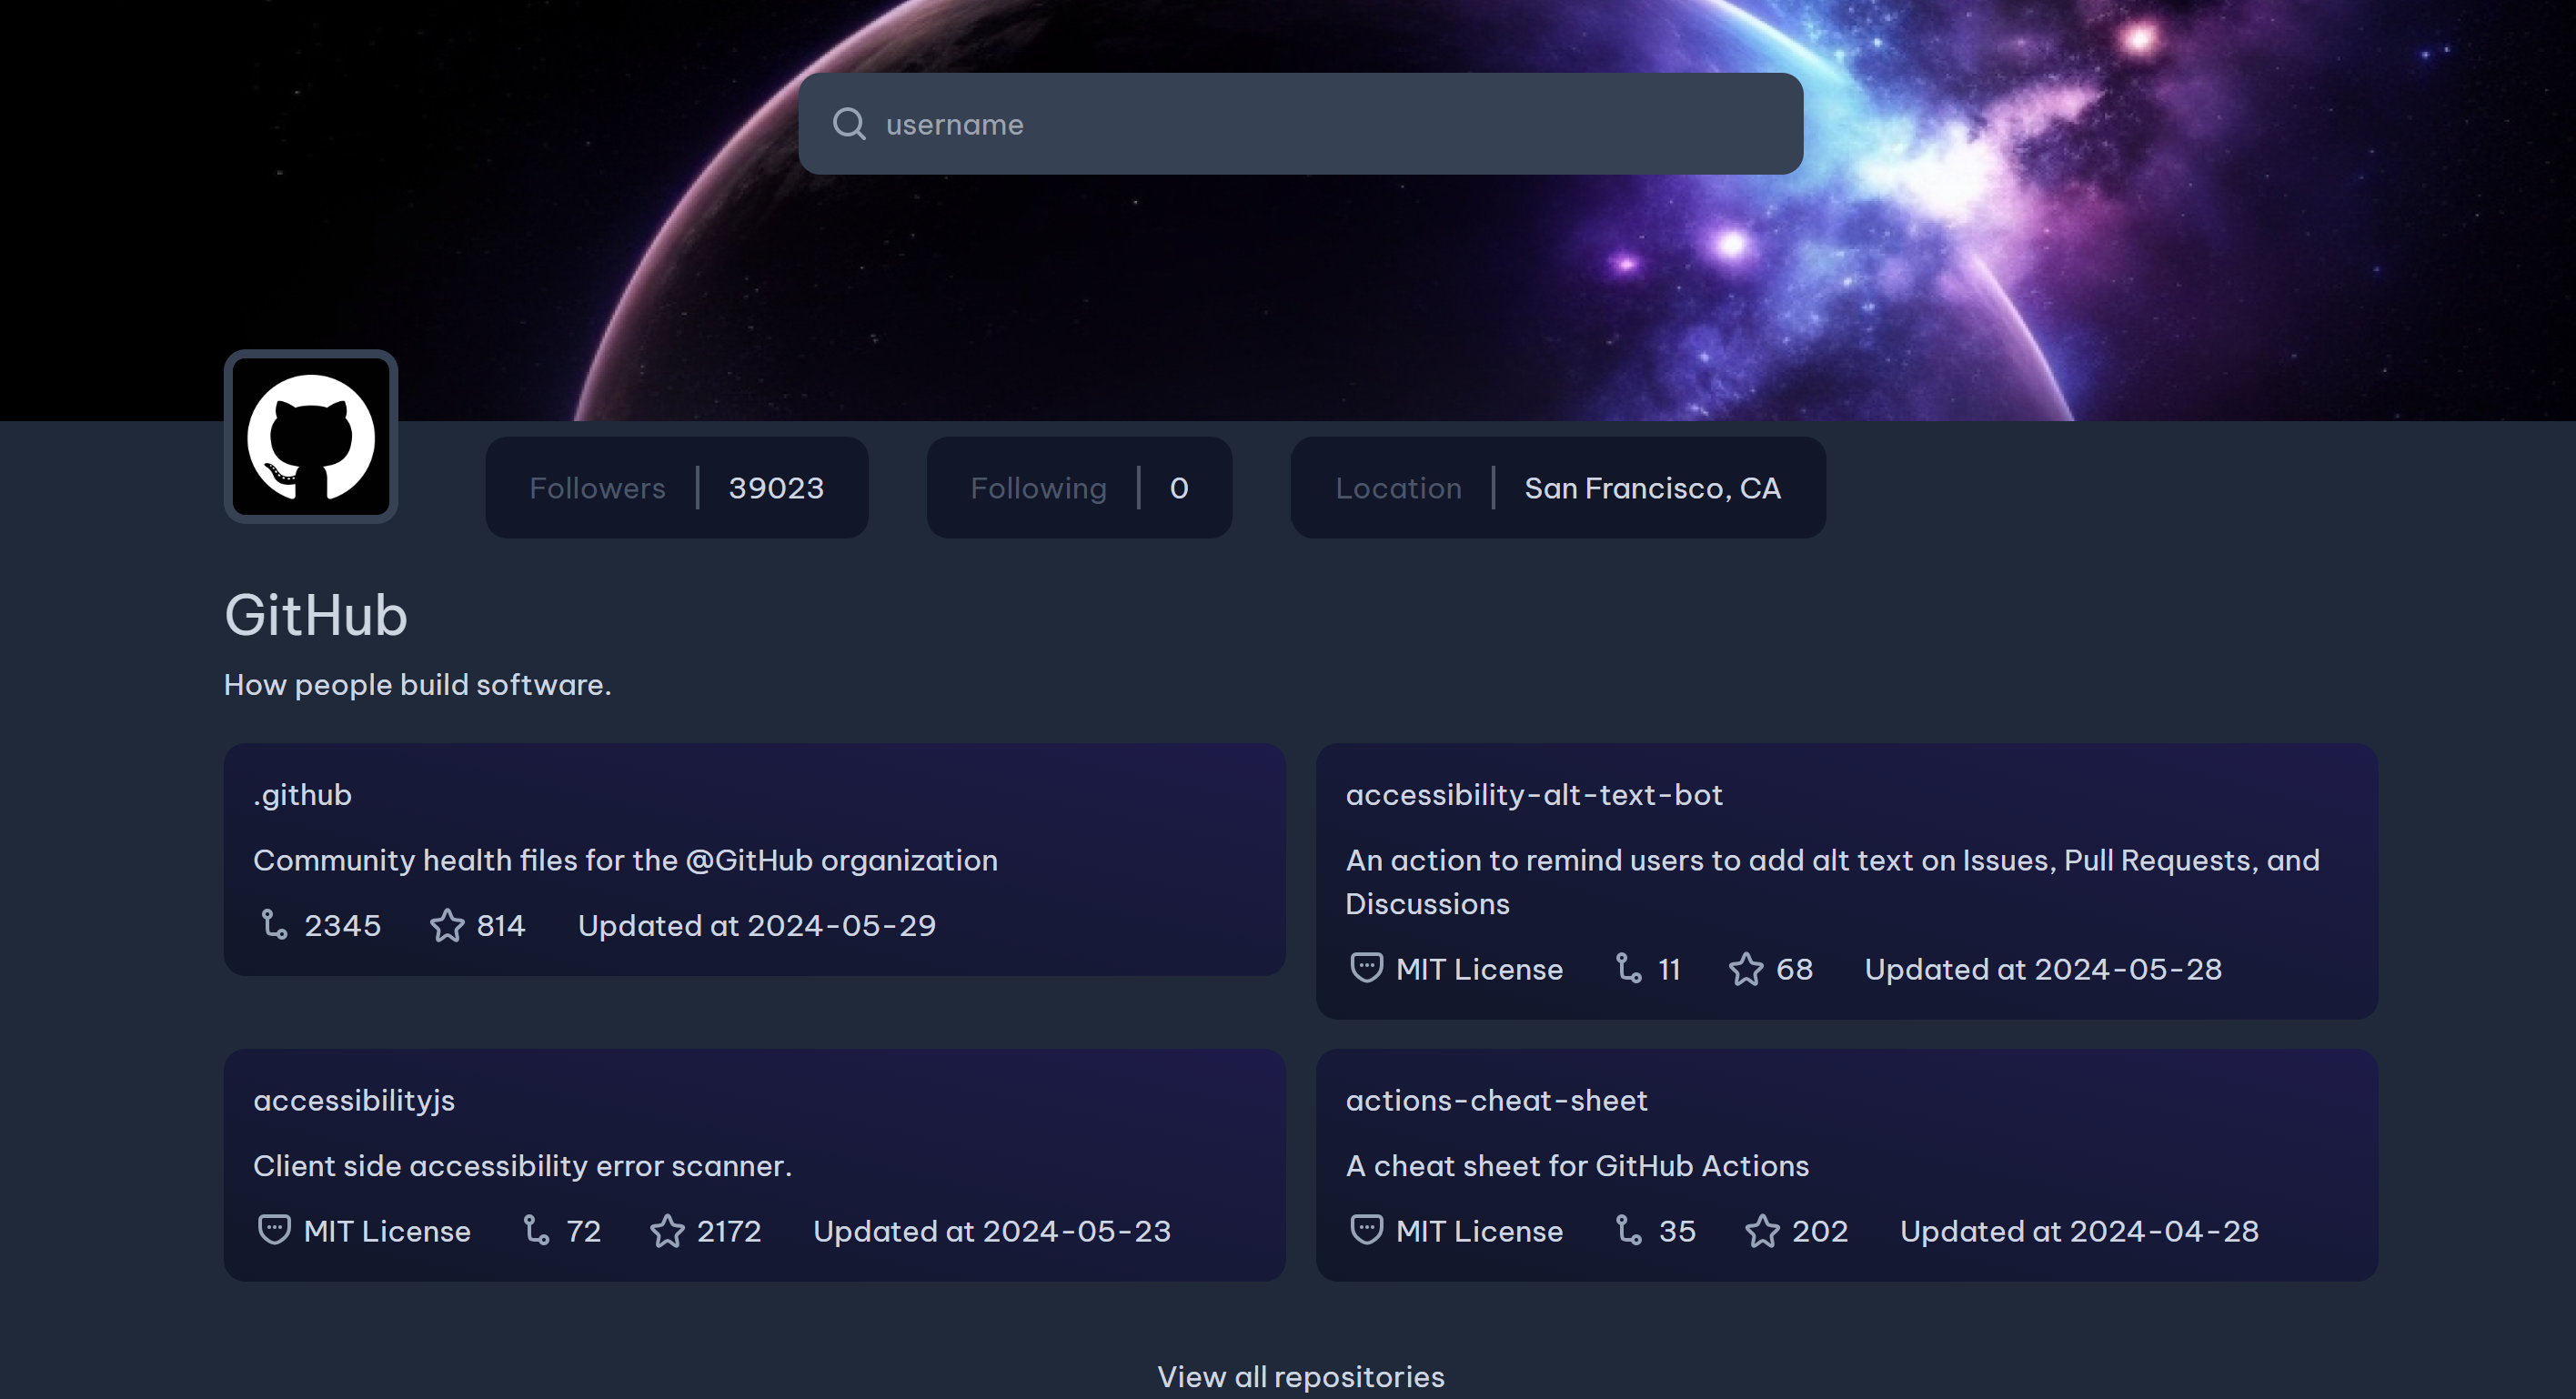 username
Followers 39023 Following 0 Location San Francisco, CA
GitHub
How people build software.
.github
Community health files for the @GitHub organization
2345 814 Updated at 2024-05-29
accessibility-alt-text-bot
An action to remind users to add alt text on Issues, Pull Requests, and
Discussions
MIT License 11 68 Updated at 2024-05-28
accessibilityjs
Client side accessibility error scanner.
MIT License 72 2172 Updated at 2024-05-23
actions-cheat-sheet
A cheat sheet for GitHub Actions
MIT License 35 202 Updated at 2024-04-28
View all repositories